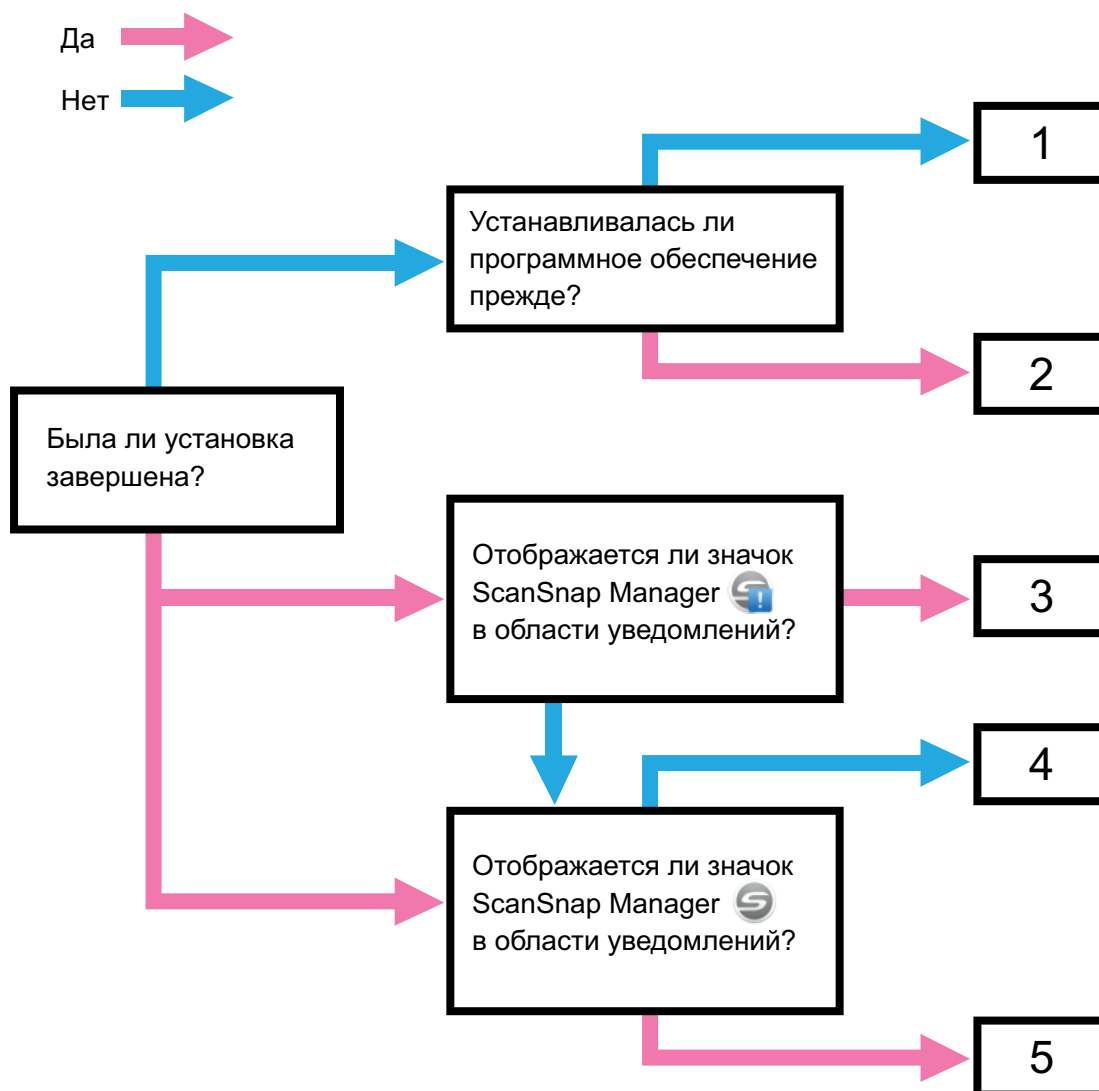 Да
Нет
1
Устанавливалась ли
программное обеспечение
прежде?
2
Была ли установка
завершена?
Отображается ли значок
ScanSnap Manager
в области уведомлений?
3
4
Отображается ли значок
ScanSnap Manager
в области уведомлений?
5